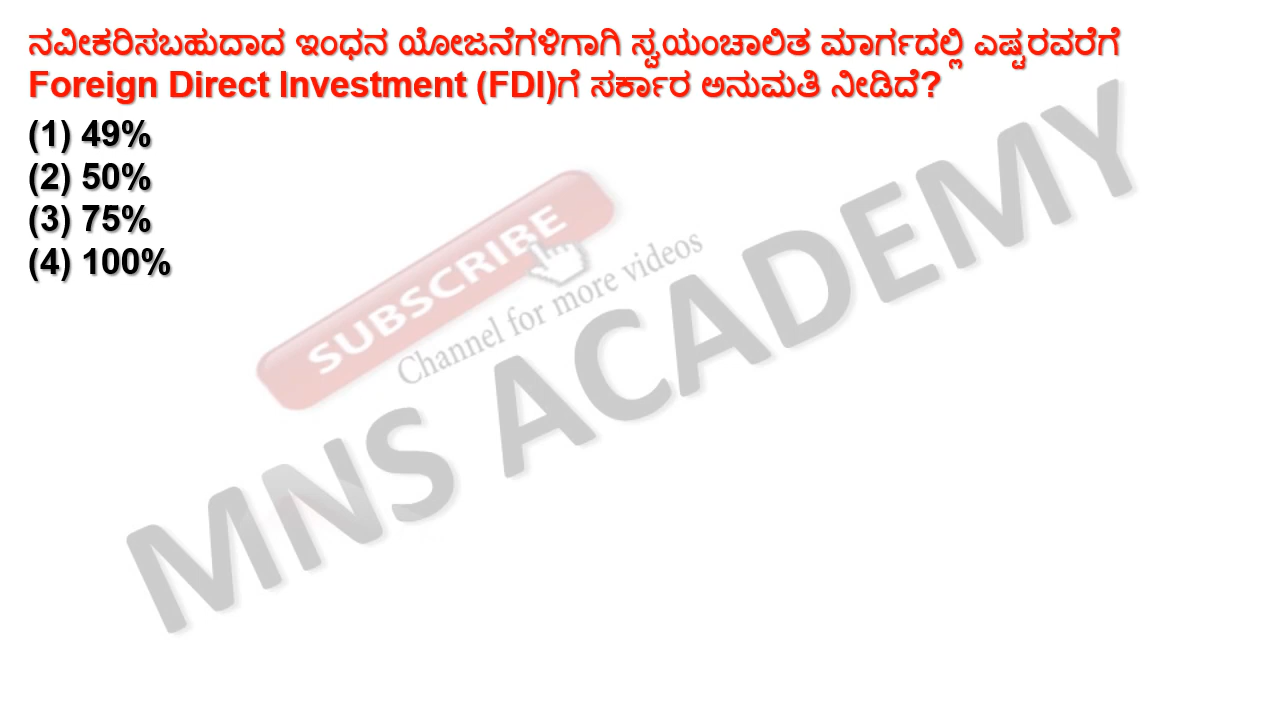 ನವೀಕರಿಸಬಹುದಾದ ಇಂಧನ ಯೋಜನೆಗಳಿಗಾಗಿ ಸ್ವಯಂಚಾಲಿತ ಮಾರ್ಗದಲ್ಲಿ ಎಷ್ಟರವರೆಗೆ
Foreign Direct Investment (FDI)ಗೆ ಸರ್ಕಾರ ಅನುಮತಿ ನೀಡಿದೆ?
(1) 49%
(2) 50%
(3) 75%
(4) 100%
SUBSCRIBE
Channel for more videos
MNS ACADEMY